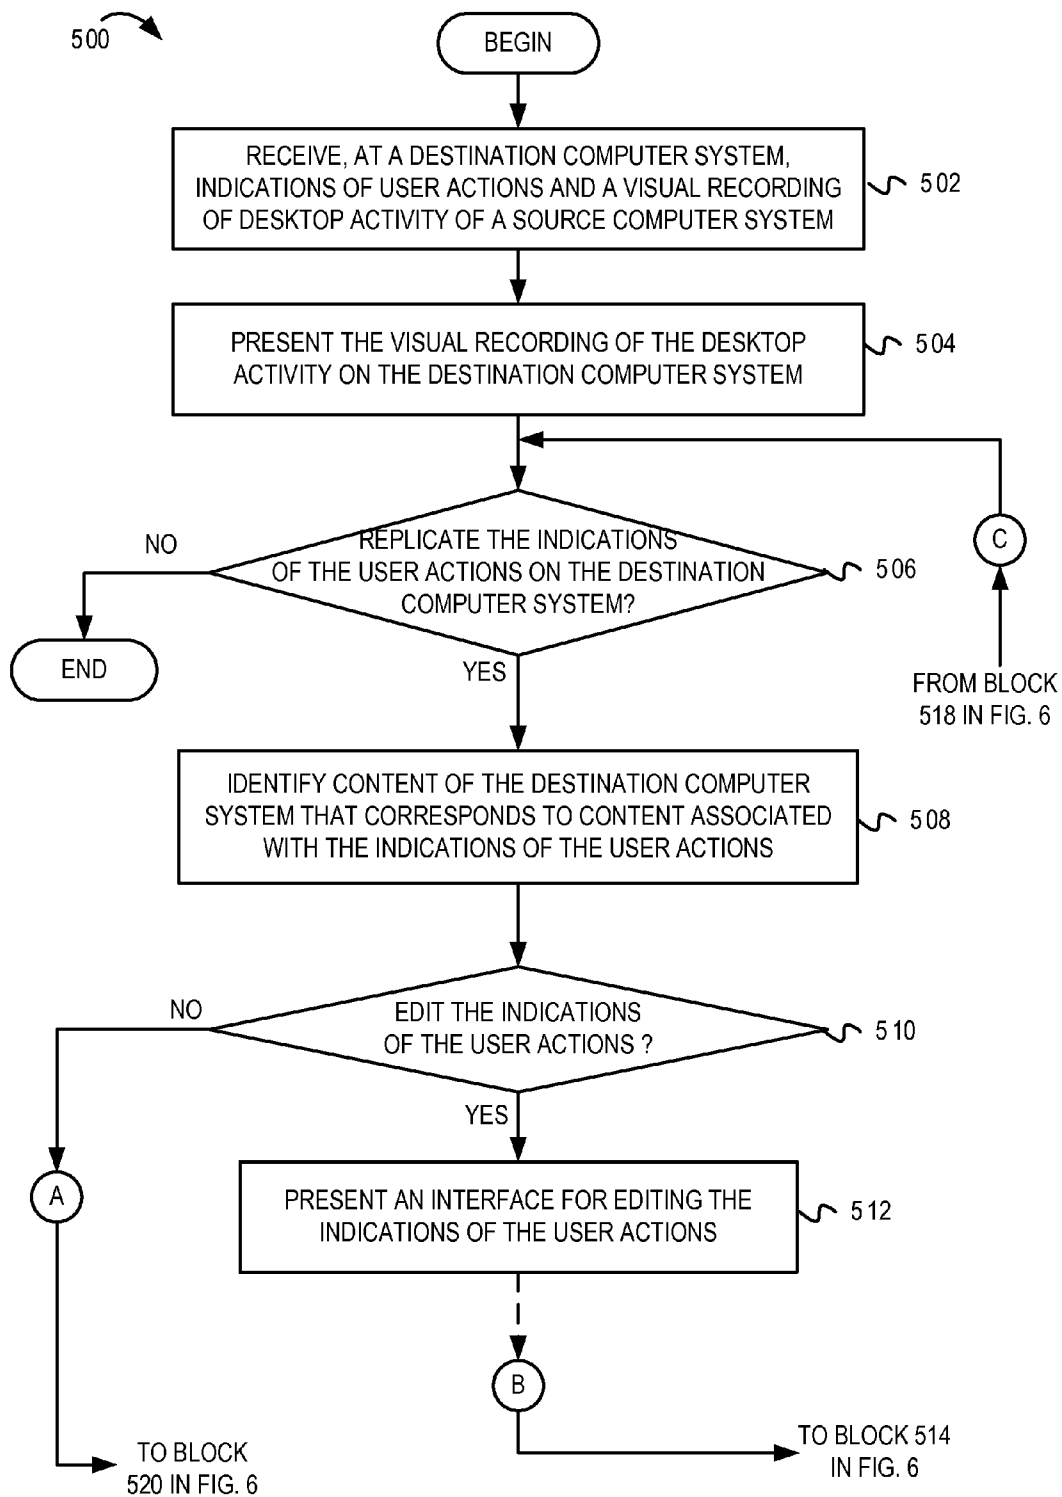 500
BEGIN
RECEIVE, AT A DESTINATION COMPUTER SYSTEM,
INDICATIONS OF USER ACTIONS AND A VISUAL RECORDING
OF DESKTOP ACTIVITY OF A SOURCE COMPUTER SYSTEM
502
PRESENT THE VISUAL RECORDING OF THE DESKTOP
ACTIVITY ON THE DESTINATION COMPUTER SYSTEM
504
REPLICATE THE INDICATIONS
OF THE USER ACTIONS ON THE DESTINATION
COMPUTER SYSTEM?
506
NO
END
YES
C
FROM BLOCK
518 IN FIG. 6
IDENTIFY CONTENT OF THE DESTINATION COMPUTER
SYSTEM THAT CORRESPONDS TO CONTENT ASSOCIATED
WITH THE INDICATIONS OF THE USER ACTIONS
508
EDIT THE INDICATIONS
OF THE USER ACTIONS ?
510
NO
YES
A
PRESENT AN INTERFACE FOR EDITING THE
INDICATIONS OF THE USER ACTIONS
512
B
TO BLOCK
520 IN FIG. 6
TO BLOCK 514
IN FIG. 6